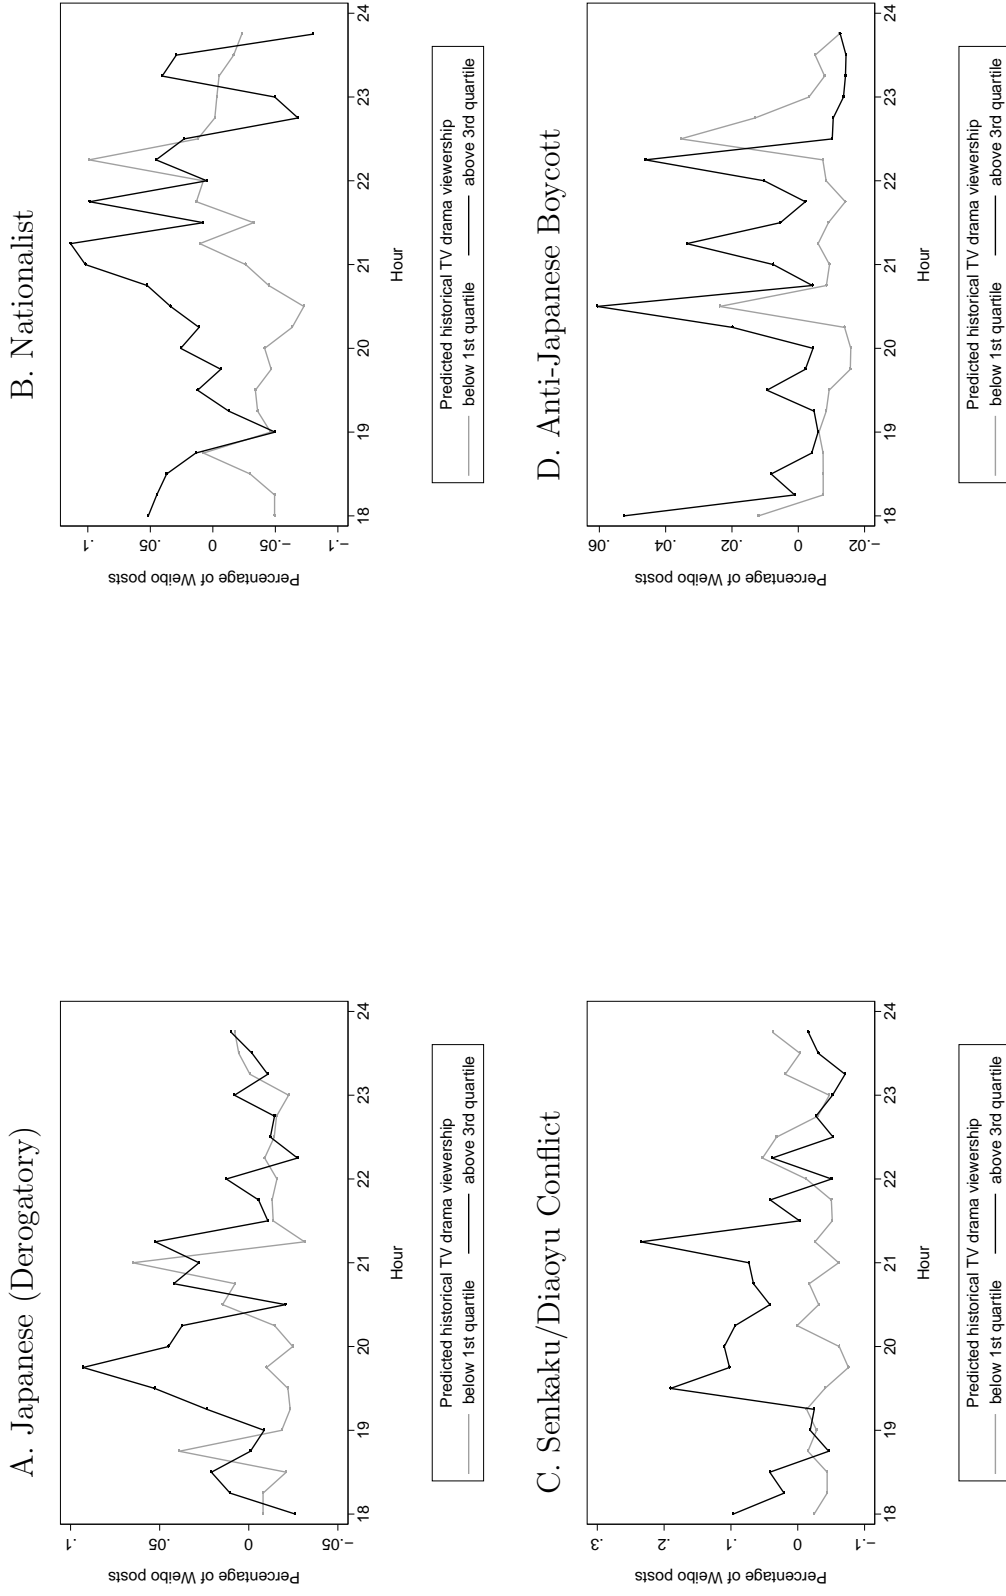 A. Japanese (Derogatory)
Percentage of Weibo posts
.1
.05
0
-.05
18 19 20 21 22 23 24
Hour
Predicted historical TV drama viewership
below 1st quartile above 3rd quartile
B. Nationalist
Percentage of Weibo posts
.1
.05
0
-.05
-.1
18 19 20 21 22 23 24
Hour
Predicted historical TV drama viewership
below 1st quartile above 3rd quartile
C. Senkaku/Diaoyu Conflict
Percentage of Weibo posts
.3
.2
.1
0
-.1
18 19 20 21 22 23 24
Hour
Predicted historical TV drama viewership
below 1st quartile above 3rd quartile
D. Anti-Japanese Boycott
Percentage of Weibo posts
.06
.04
.02
0
-.02
18 19 20 21 22 23 24
Hour
Predicted historical TV drama viewership
below 1st quartile above 3rd quartile